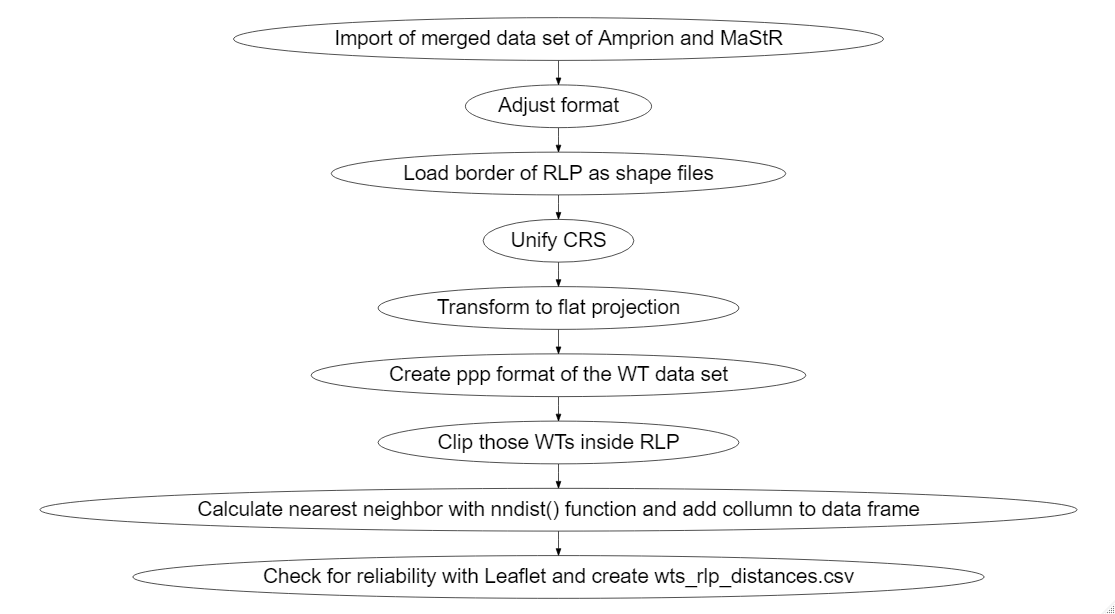 Import of merged data set of Amprion and MaStR
Adjust format
Load border of RLP as shape files
Unify CRS
Transform to flat projection
Create ppp format of the WT data set
Clip those WTs inside RLP
Calculate nearest neighbor with nndist() function and add collumn to data frame
Check for reliability with Leaflet and create wts_rlp_distances.csv